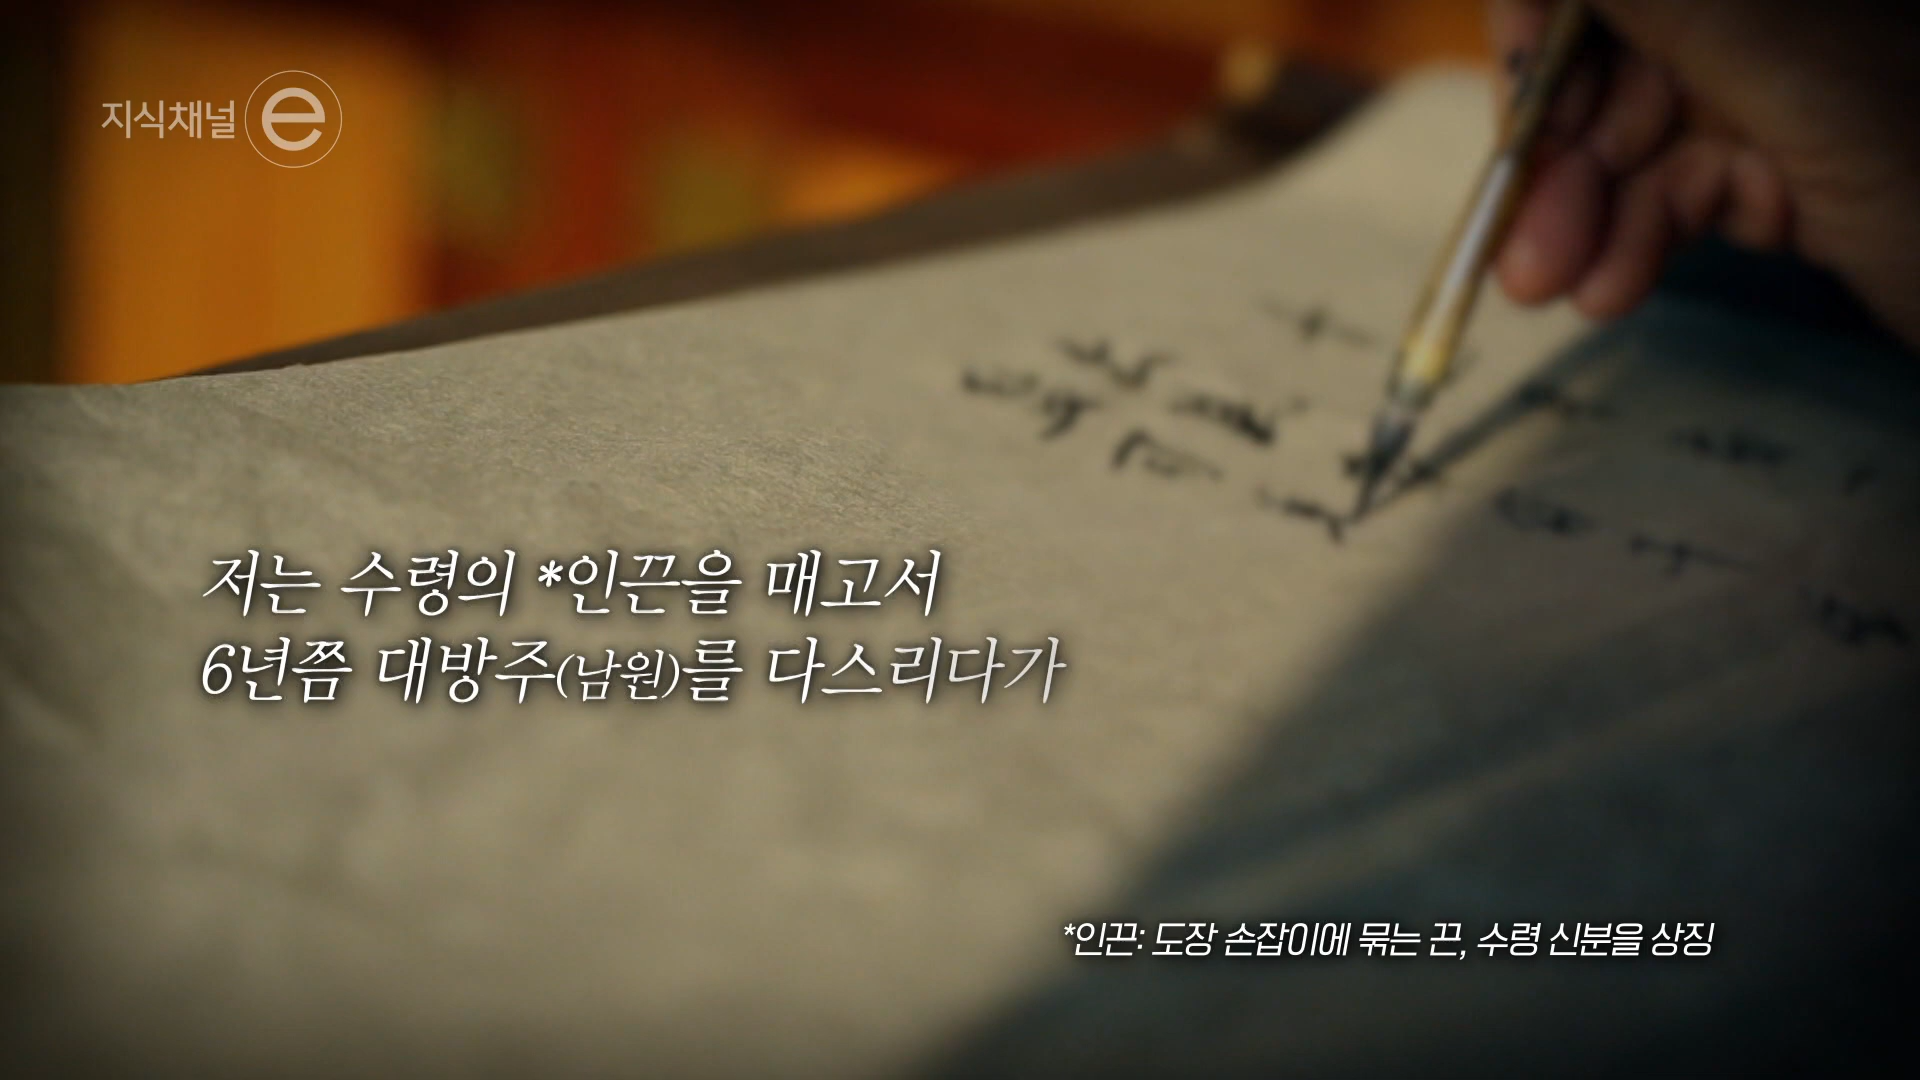 지식채널 e
저는 수령의 *인끈을 매고서
6년쯤 대방주(남원)를 다스리다가
*인끈: 도장 손잡이에 묶는 끈, 수령 신분을 상징